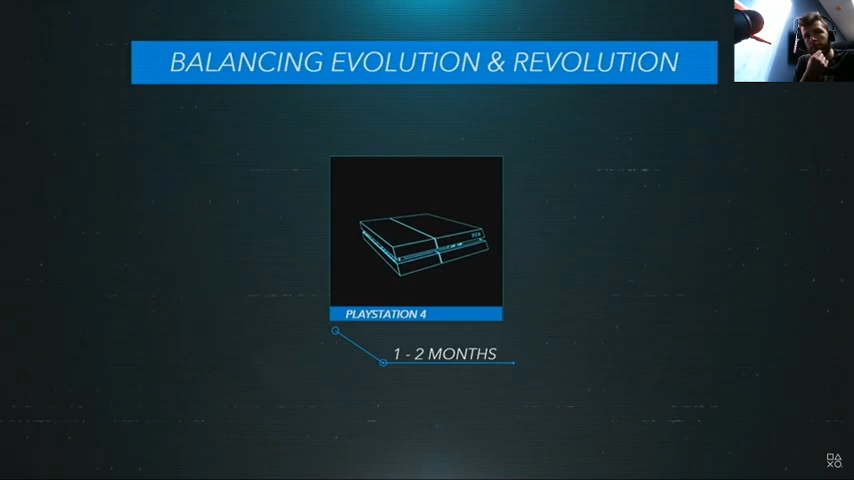 BALANCING EVOLUTION & REVOLUTION
PLAYSTATION 4
1 - 2 MONTHS